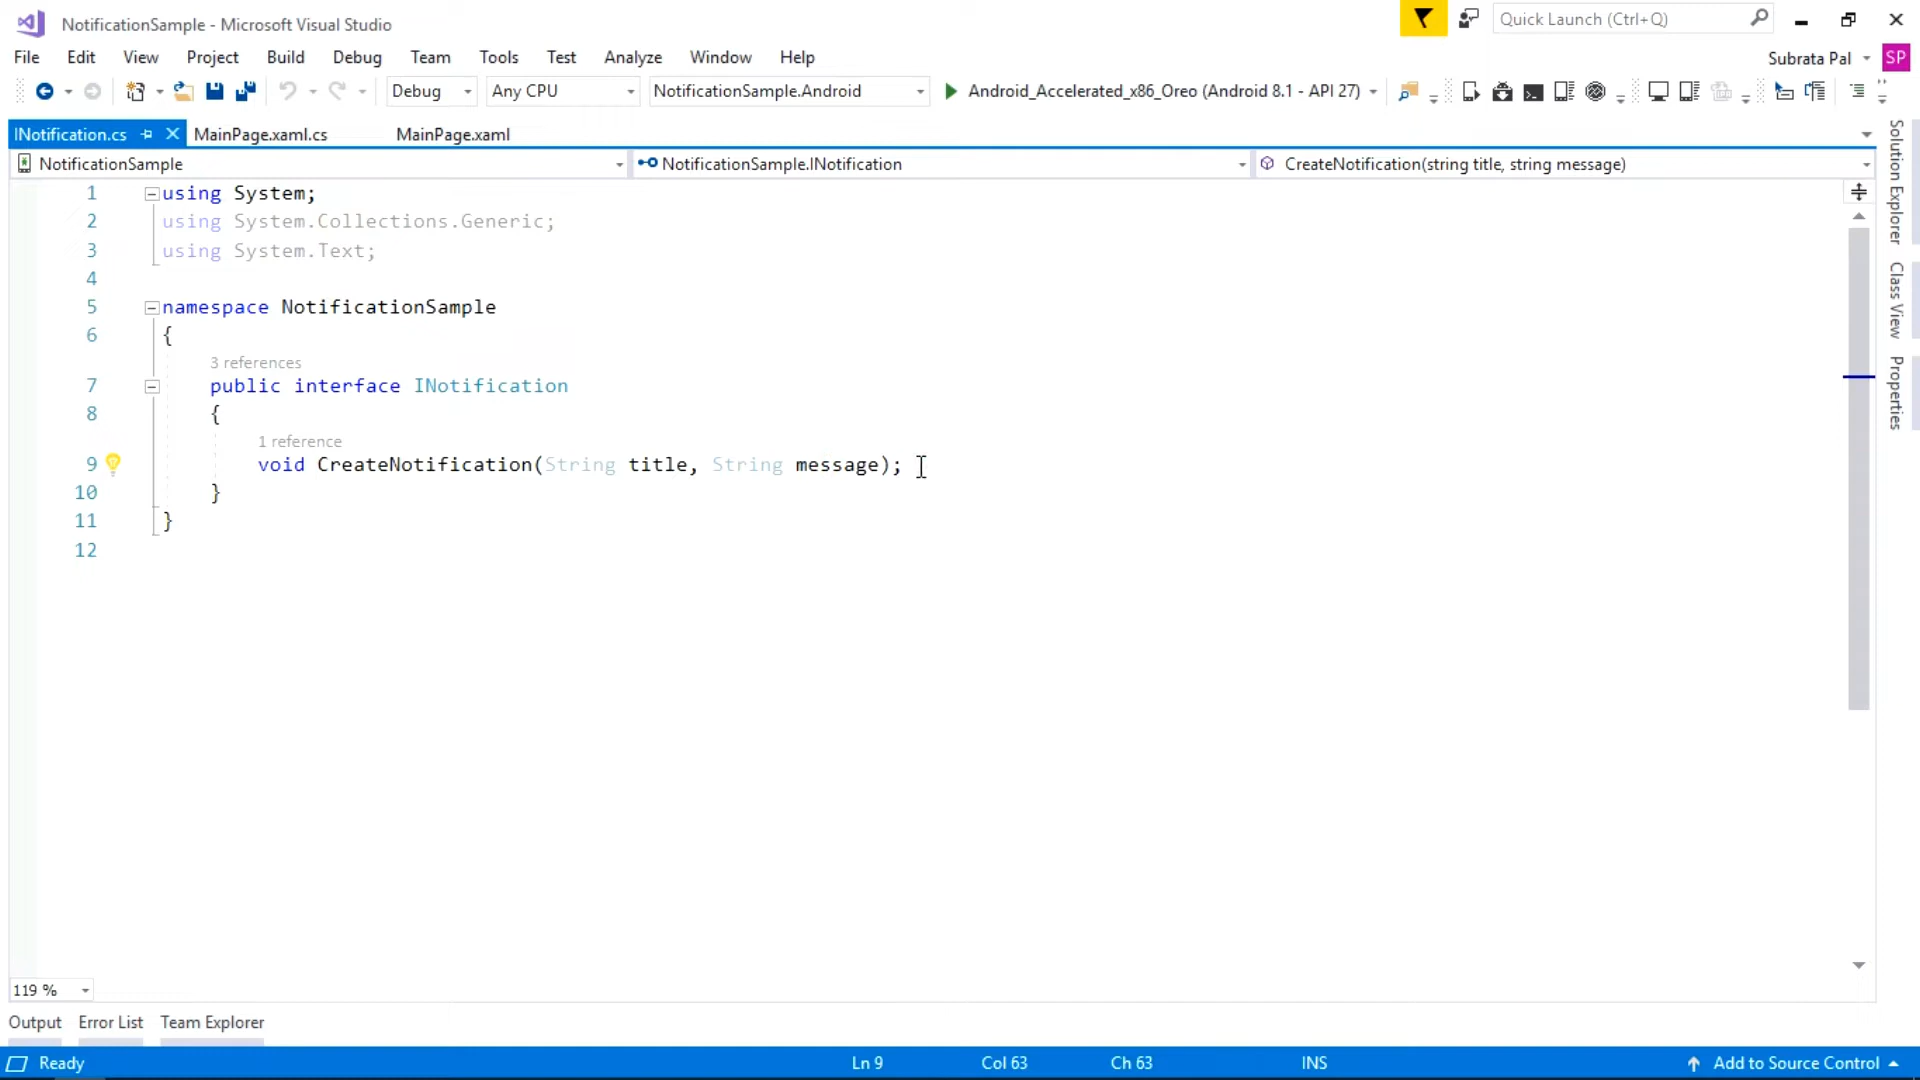 NotificationSample - Microsoft Visual Studio
Quick Launch (Ctrl+Q)
File Edit View Project Build Debug Team Tools Test Analyze Window Help
Subrata Pal SP
Debug Any CPU NotificationSample.Android Android_Accelerated_x86_Oreo (Android 8.1 - API 27)
INotification.cs MainPage.xaml.cs MainPage.xaml
NotificationSample NotificationSample.INotification CreateNotification(string title, string message)
1 using System;
2 using System.Collections.Generic;
3 using System.Text;
4
5 namespace NotificationSample
6 {
3 references
7 public interface INotification
8 {
1 reference
9 void CreateNotification(String title, String message);
10 }
11 }
12
Solution Explorer
Class View
Properties
119 %
Output Error List Team Explorer
Ready Ln 9 Col 63 Ch 63 INS Add to Source Control